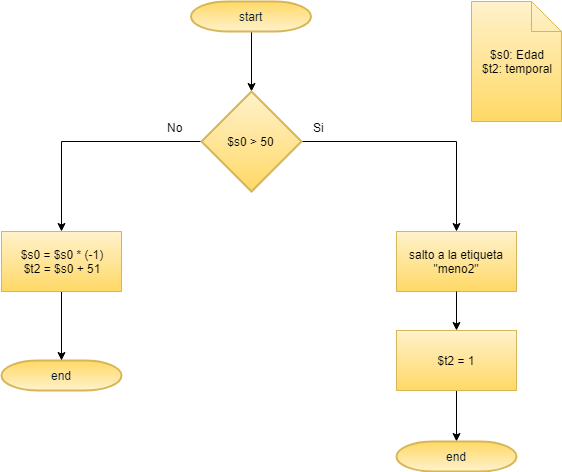 start
$s0: Edad
$t2: temporal
No
$s0 > 50
Si
$s0 = $s0 * (-1)
$t2 = $s0 + 51
salto a la etiqueta
"meno2"
$t2 = 1
end
end